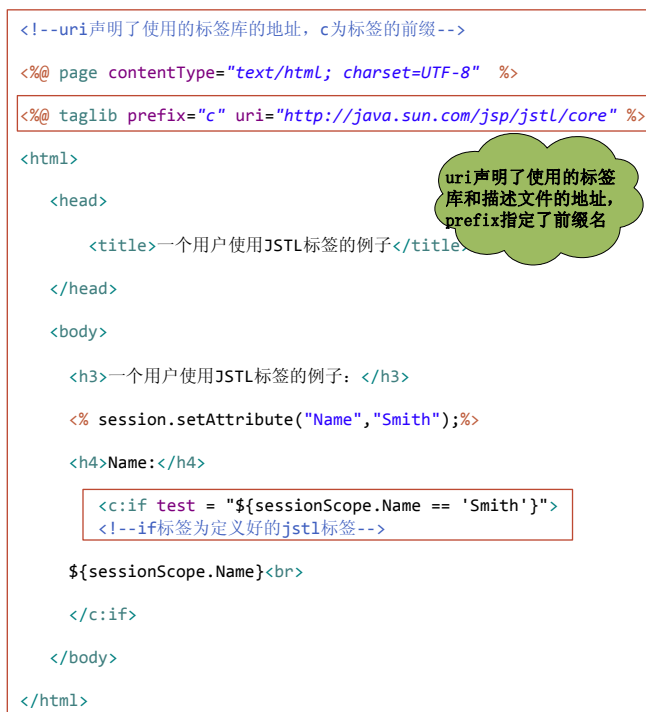 <!--uri声明了使用的标签库的地址，c为标签的前缀-->
<%@ page contentType="text/html; charset=UTF-8"  %>
<%@ taglib prefix="c" uri="http://java.sun.com/jsp/jstl/core" %>
<html>
<head>
<title>一个用户使用JSTL标签的例子</title>
uri声明了使用的标签
库和描述文件的地址，
prefix指定了前缀名
</head>
<body>
<h3>一个用户使用JSTL标签的例子：</h3>
<% session.setAttribute("Name","Smith");%>
<h4>Name:</h4>
<c:if test = "${sessionScope.Name == 'Smith'}">
<!--if标签为定义好的jstl标签-->
${sessionScope.Name}<br>
</c:if>
</body>
</html>